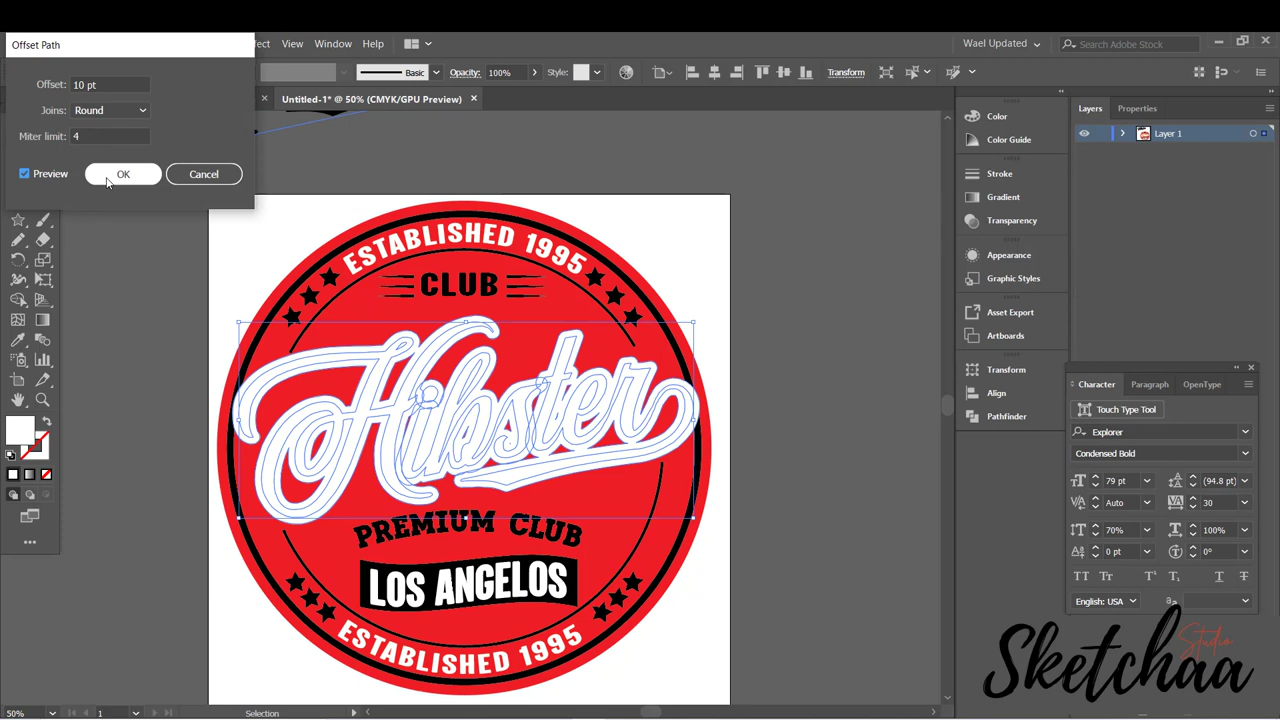 Offset Path
Offset: 10 pt
Joins: Round
Miter limit: 4
Preview OK Cancel
View Window Help
Wael Updated
Search Adobe Stock
Basic Opacity: 100% Style: Transform
Untitled-1* @ 50% (CMYK/GPU Preview)
Color
Color Guide
Stroke
Gradient
Transparency
Appearance
Graphic Styles
Asset Export
Artboards
Transform
Align
Pathfinder
Layers Properties
Layer 1
Character Paragraph OpenType
Touch Type Tool
Explorer
Condensed Bold
79 pt (94.8 pt)
Auto 30
70% 100%
0 pt 0°
English: USA
ESTABLISHED 1995
CLUB
Hibster
PREMIUM CLUB
LOS ANGELOS
ESTABLISHED 1995
Sketchaa Studio
50% 1 Selection